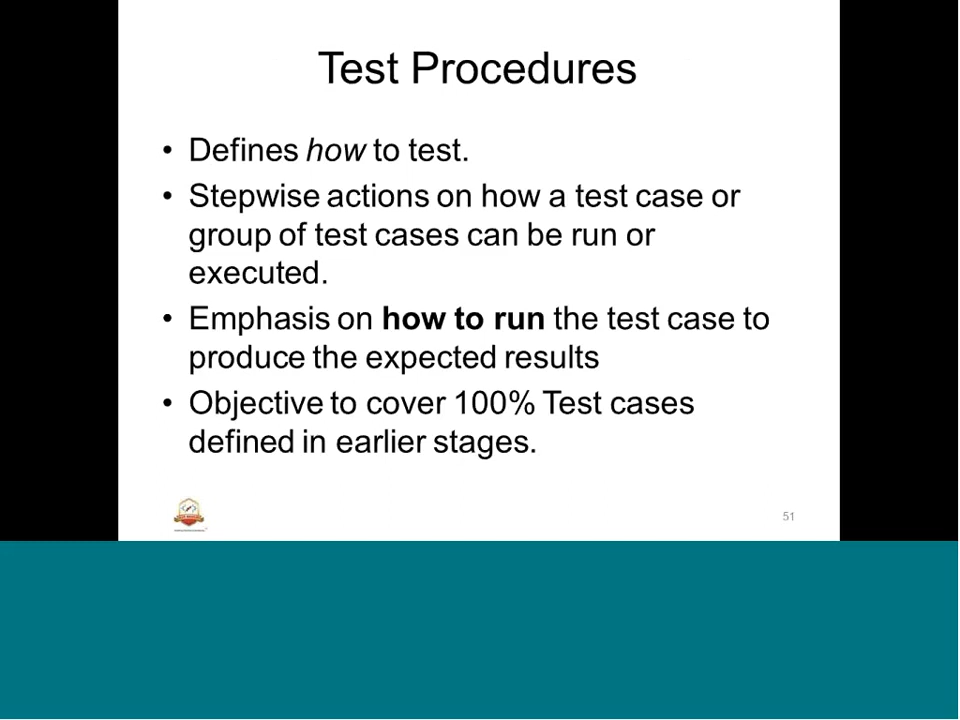 Test Procedures
• Defines how to test.
• Stepwise actions on how a test case or
group of test cases can be run or
executed.
• Emphasis on how to run the test case to
produce the expected results
• Objective to cover 100% Test cases
defined in earlier stages.
51